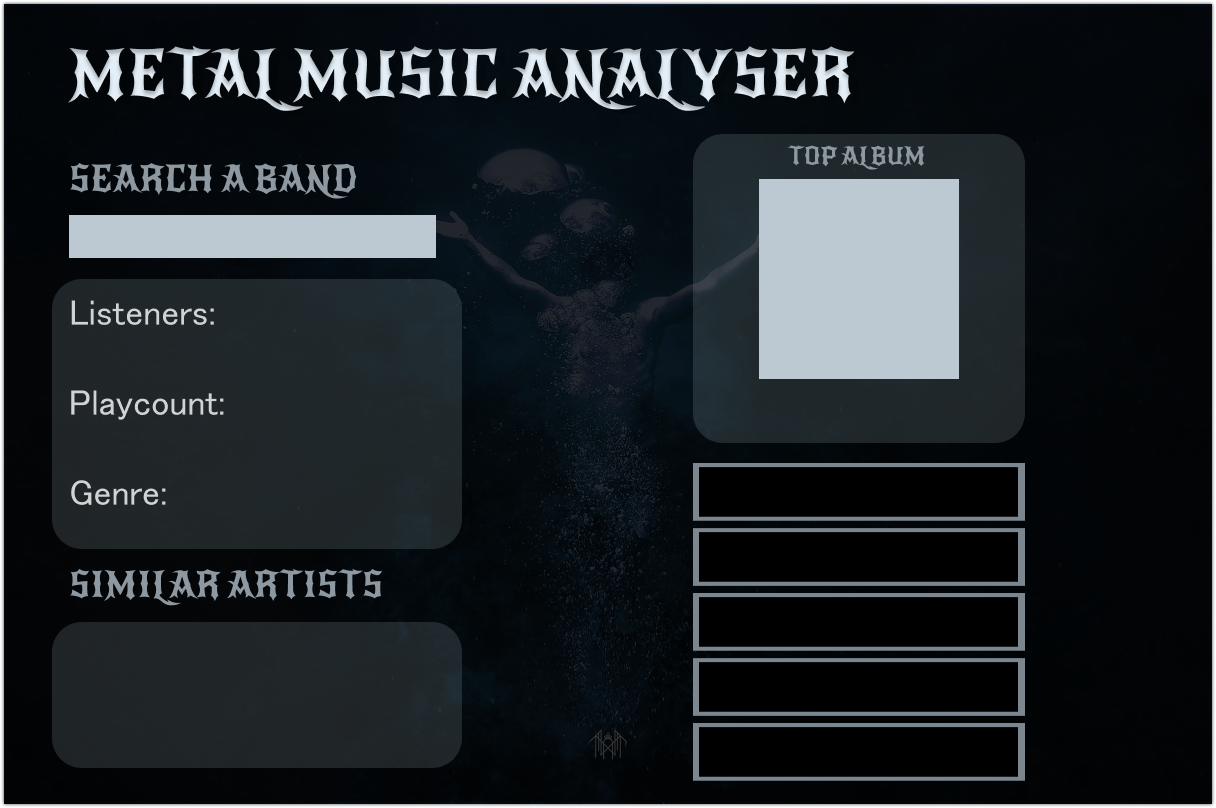 METAL MUSIC ANALYSER
SEARCH A BAND
Listeners:
Playcount:
Genre:
SIMILAR ARTISTS
TOP ALBUM